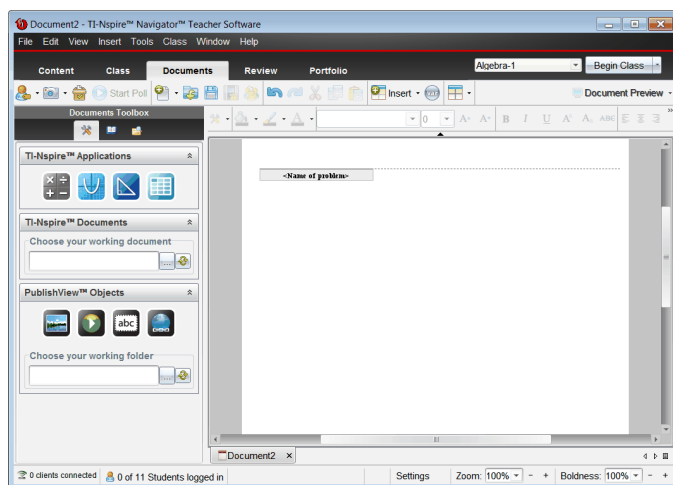 Document2 - TI-Nspire™ Navigator™ Teacher Software
File Edit View Insert Tools Class Window Help
Content Class Documents Review Portfolio
Algebra-1 Begin Class
Start Poll Insert Document Preview
Documents Toolbox
0 A- A+ B I U ABC
TI-Nspire™ Applications
<Name of problem>
TI-Nspire™ Documents
Choose your working document
...
PublishView™ Objects
abc
Choose your working folder
...
Document2 ×
0 clients connected 0 of 11 Students logged in Settings Zoom: 100% - + Boldness: 100% - +